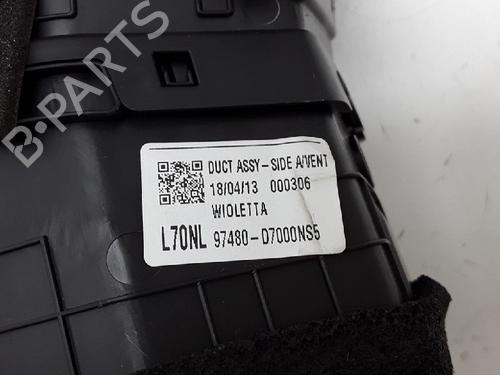 B-PARTS
DUCT ASSY-SIDE A/VENT
18/04/13 000306
WIOLETTA
L70NL 97480-D7000NS5